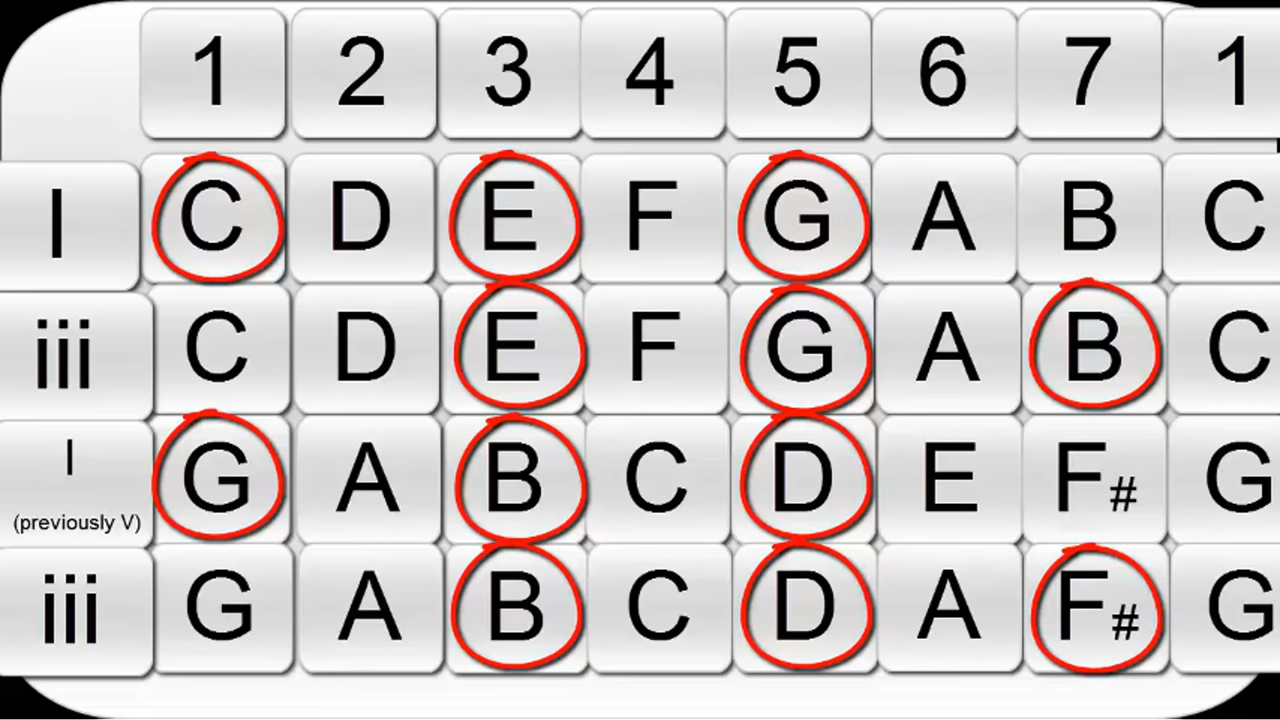 1 2 3 4 5 6 7 1
I C D E F G A B C
iii C D E F G A B C
I G A B C D E F# G
(previously V)
iii G A B C D A F# G